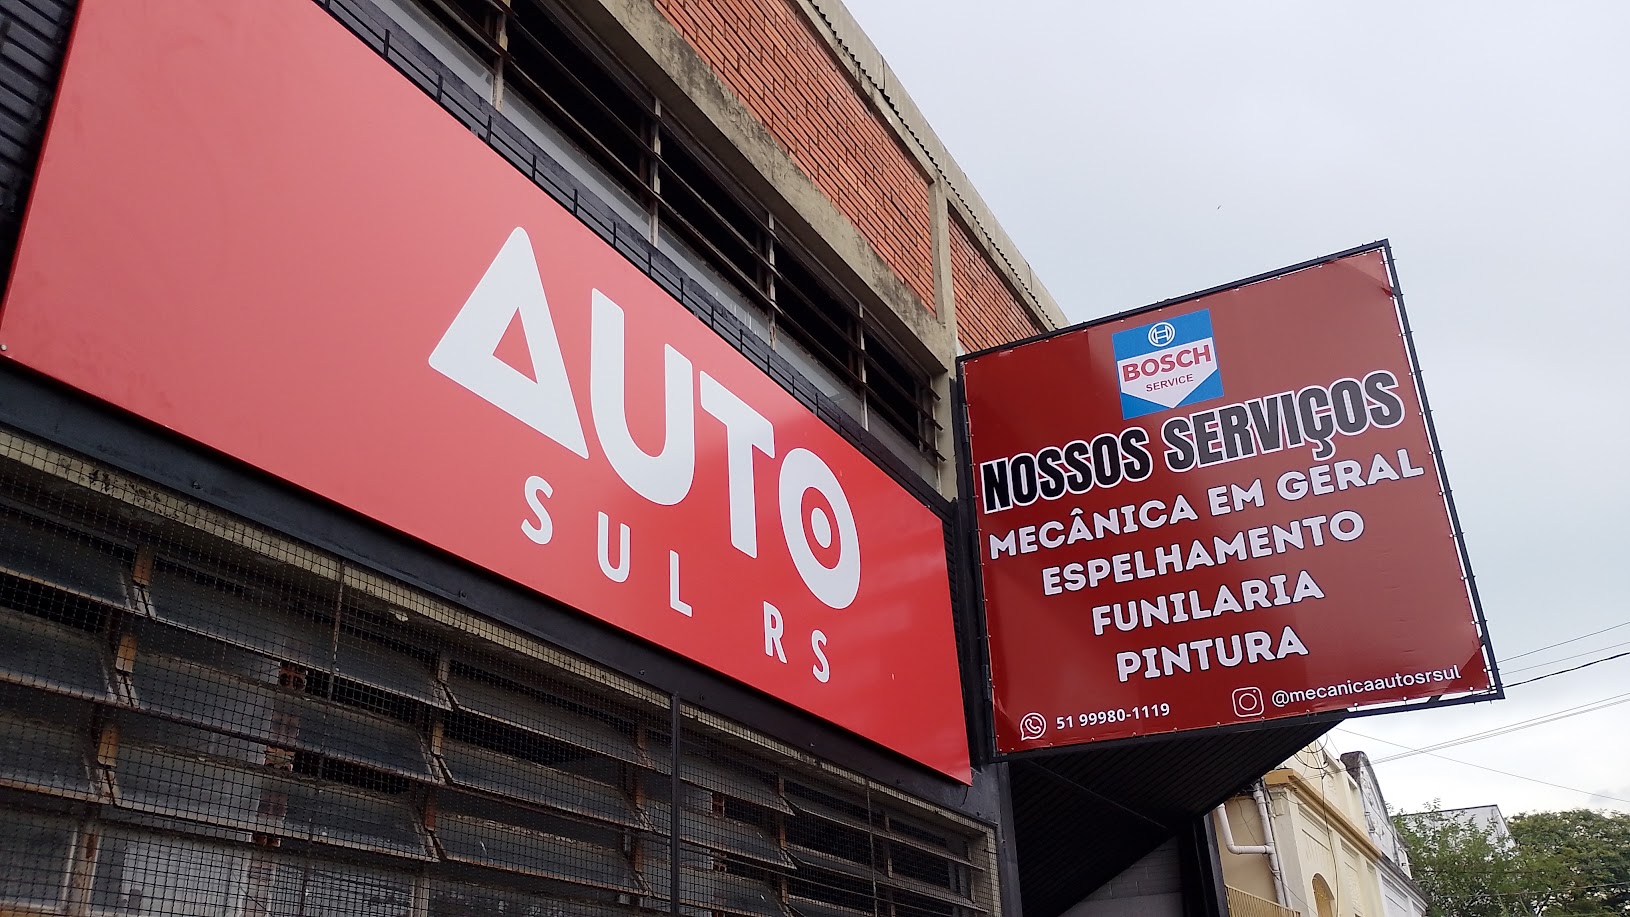 AUTO
SUL RS
BOSCH
SERVICE
NOSSOS SERVIÇOS
MECÂNICA EM GERAL
ESPELHAMENTO
FUNILARIA
PINTURA
51 99980-1119
@mecanicaautosrsul